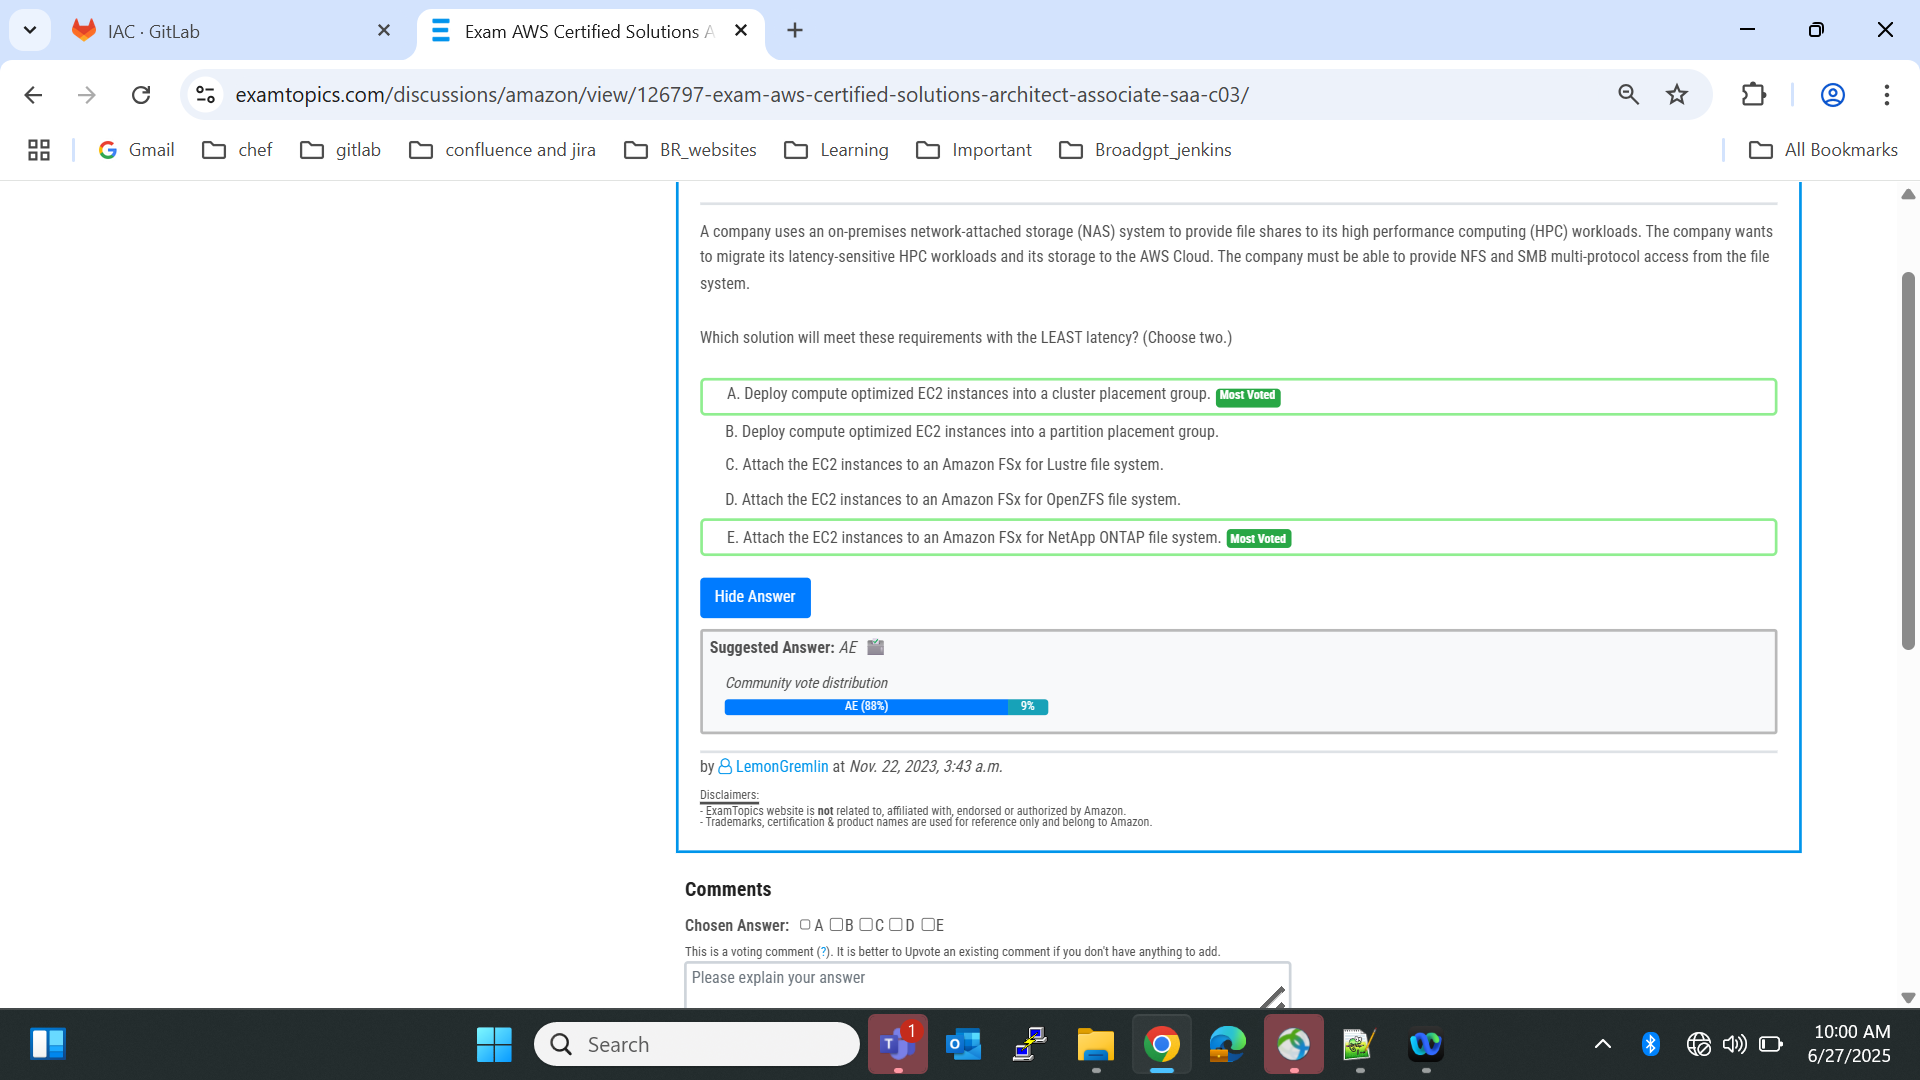 IAC · GitLab
Exam AWS Certified Solutions A
examtopics.com/discussions/amazon/view/126797-exam-aws-certified-solutions-architect-associate-saa-c03/
Gmail chef gitlab confluence and jira BR_websites Learning Important Broadgpt_jenkins All Bookmarks
A company uses an on-premises network-attached storage (NAS) system to provide file shares to its high performance computing (HPC) workloads. The company wants
to migrate its latency-sensitive HPC workloads and its storage to the AWS Cloud. The company must be able to provide NFS and SMB multi-protocol access from the file
system.
Which solution will meet these requirements with the LEAST latency? (Choose two.)
A. Deploy compute optimized EC2 instances into a cluster placement group. Most Voted
B. Deploy compute optimized EC2 instances into a partition placement group.
C. Attach the EC2 instances to an Amazon FSx for Lustre file system.
D. Attach the EC2 instances to an Amazon FSx for OpenZFS file system.
E. Attach the EC2 instances to an Amazon FSx for NetApp ONTAP file system. Most Voted
Hide Answer
Suggested Answer: AE
Community vote distribution
AE (88%) 9%
by LemonGremlin at Nov. 22, 2023, 3:43 a.m.
Disclaimers:
- ExamTopics website is not related to, affiliated with, endorsed or authorized by Amazon.
- Trademarks, certification & product names are used for reference only and belong to Amazon.
Comments
Chosen Answer: A B C D E
This is a voting comment (?). It is better to Upvote an existing comment if you don't have anything to add.
Please explain your answer
Search
1
10:00 AM
6/27/2025